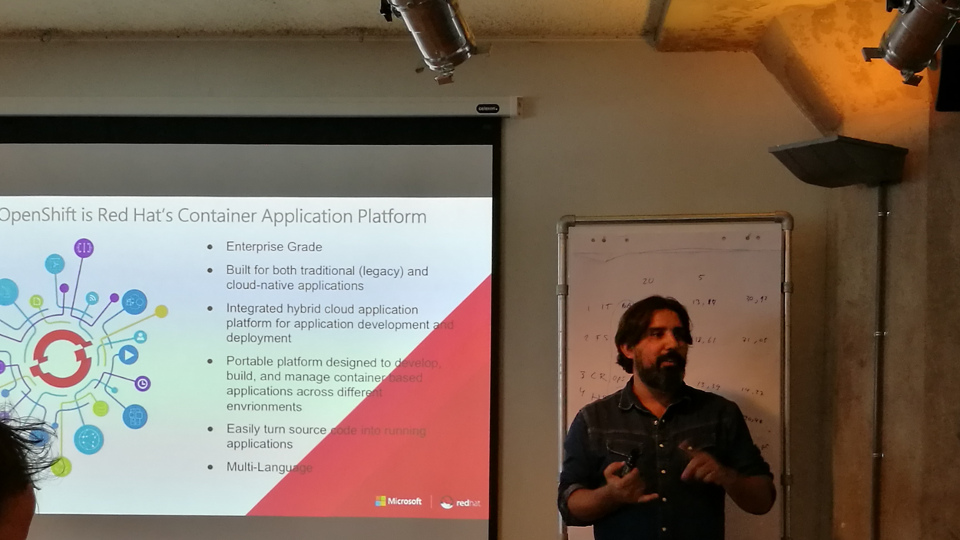 OpenShift is Red Hat's Container Application Platform
• Enterprise Grade
• Built for both traditional (legacy) and
cloud-native applications
• Integrated hybrid cloud application
platform for application development and
deployment
• Portable platform designed to develop,
build, and manage container based
applications across different
envrionments
• Easily turn source code into running
applications
• Multi-Language
Microsoft | redhat
20 5